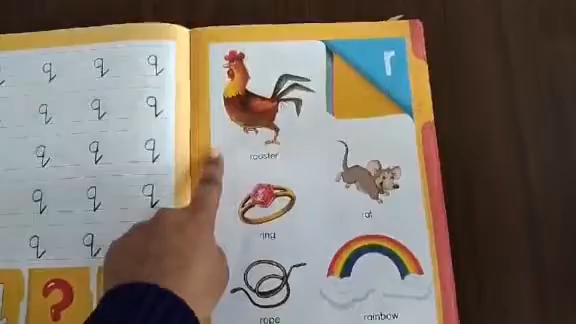 q q q
q q q
q q q
q q q
q q
?
r
rooster
rat
ring
rope
rainbow